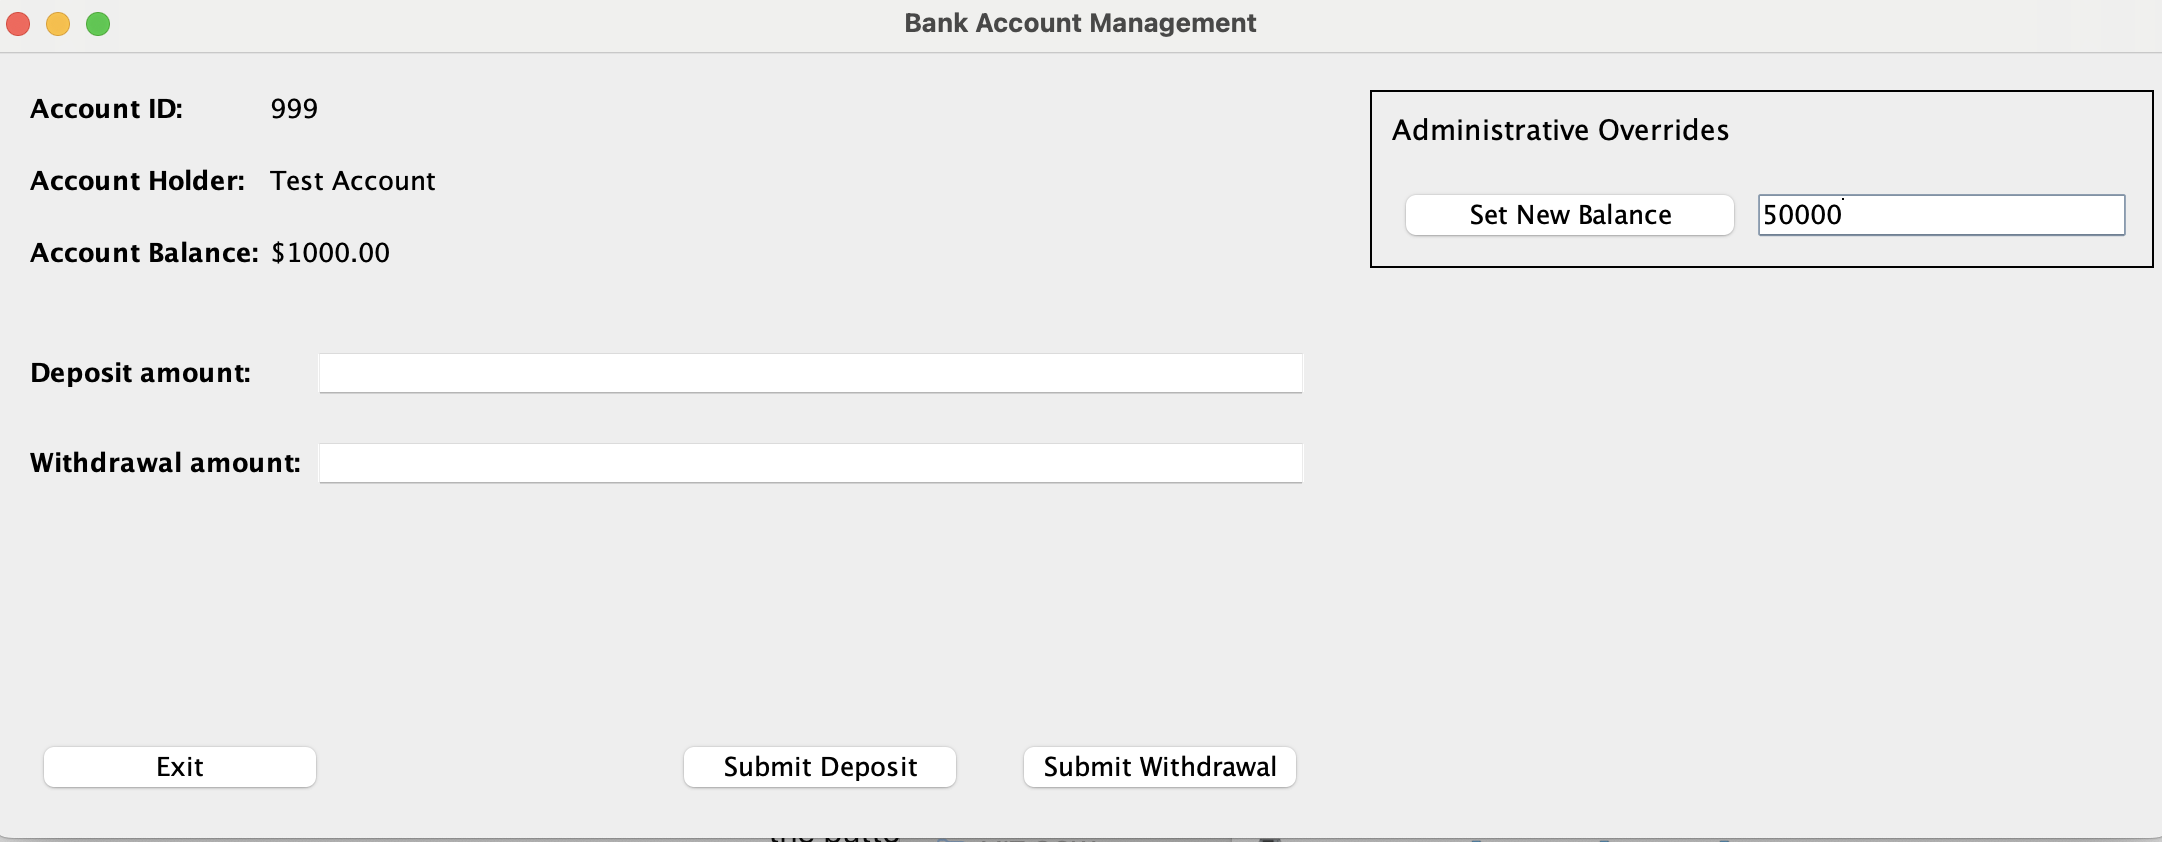 Bank Account Management
Account ID: 999
Account Holder: Test Account
Account Balance: $1000.00
Administrative Overrides
Set New Balance 50000
Deposit amount:
Withdrawal amount:
Exit Submit Deposit Submit Withdrawal